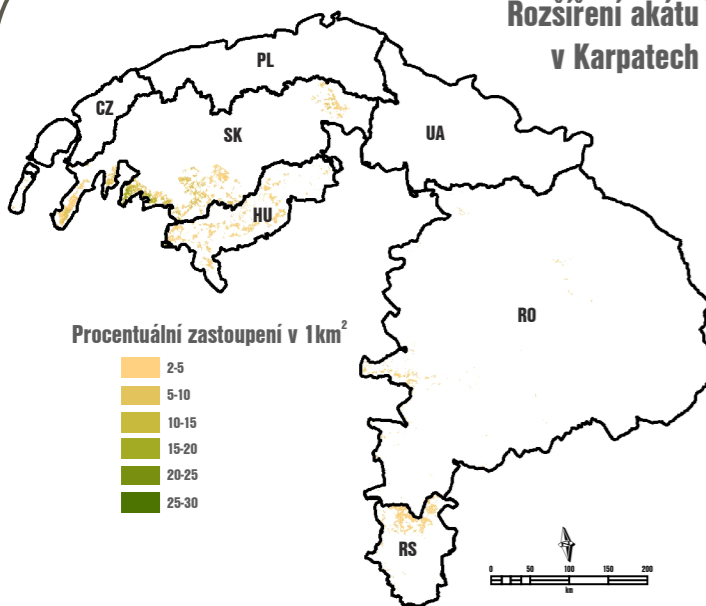 Rozšíření akátu
v Karpatech
PL
CZ
SK
UA
HU
RO
Procentuální zastoupení v 1km²
2-5
5-10
10-15
15-20
20-25
25-30
RS
0 50 100 150 200
km